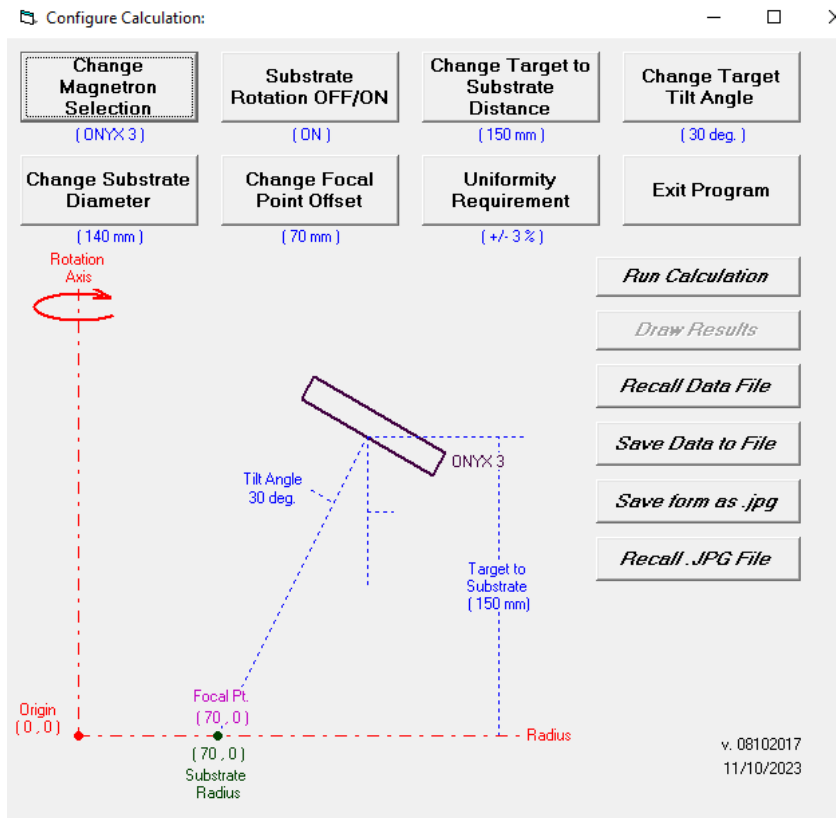 Configure Calculation:
Change
Magnetron
Selection
( ONYX 3 )
Substrate
Rotation OFF/ON
( ON )
Change Target to
Substrate
Distance
( 150 mm )
Change Target
Tilt Angle
( 30 deg. )
Change Substrate
Diameter
( 140 mm )
Change Focal
Point Offset
( 70 mm )
Uniformity
Requirement
( +/- 3 % )
Exit Program
Rotation
Axis
Run Calculation
Draw Results
Recall Data File
Save Data to File
Save form as .jpg
Recall .JPG File
ONYX 3
Tilt Angle
30 deg.
Target to
Substrate
( 150 mm)
Focal Pt.
( 70 , 0 )
Origin
( 0 , 0 )
Radius
( 70 , 0 )
Substrate
Radius
v. 08102017
11/10/2023